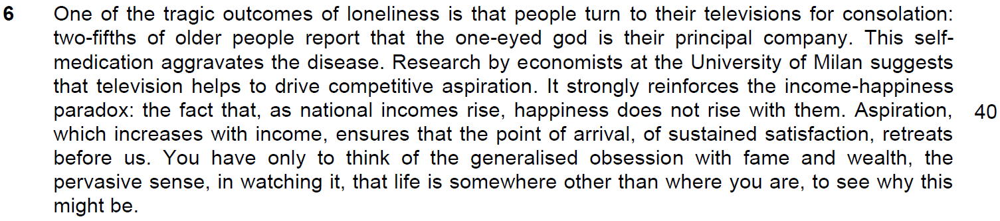 6 One of the tragic outcomes of loneliness is that people turn to their televisions for consolation:
two-fifths of older people report that the one-eyed god is their principal company. This self-
medication aggravates the disease. Research by economists at the University of Milan suggests
that television helps to drive competitive aspiration. It strongly reinforces the income-happiness
paradox: the fact that, as national incomes rise, happiness does not rise with them. Aspiration, 40
which increases with income, ensures that the point of arrival, of sustained satisfaction, retreats
before us. You have only to think of the generalised obsession with fame and wealth, the
pervasive sense, in watching it, that life is somewhere other than where you are, to see why this
might be.